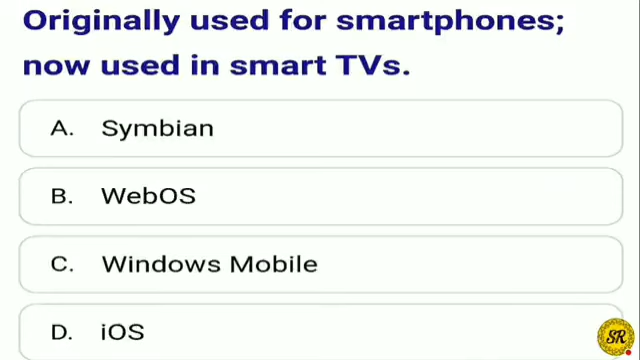 Originally used for smartphones;
now used in smart TVs.
A. Symbian
B. WebOS
C. Windows Mobile
D. iOS
SR